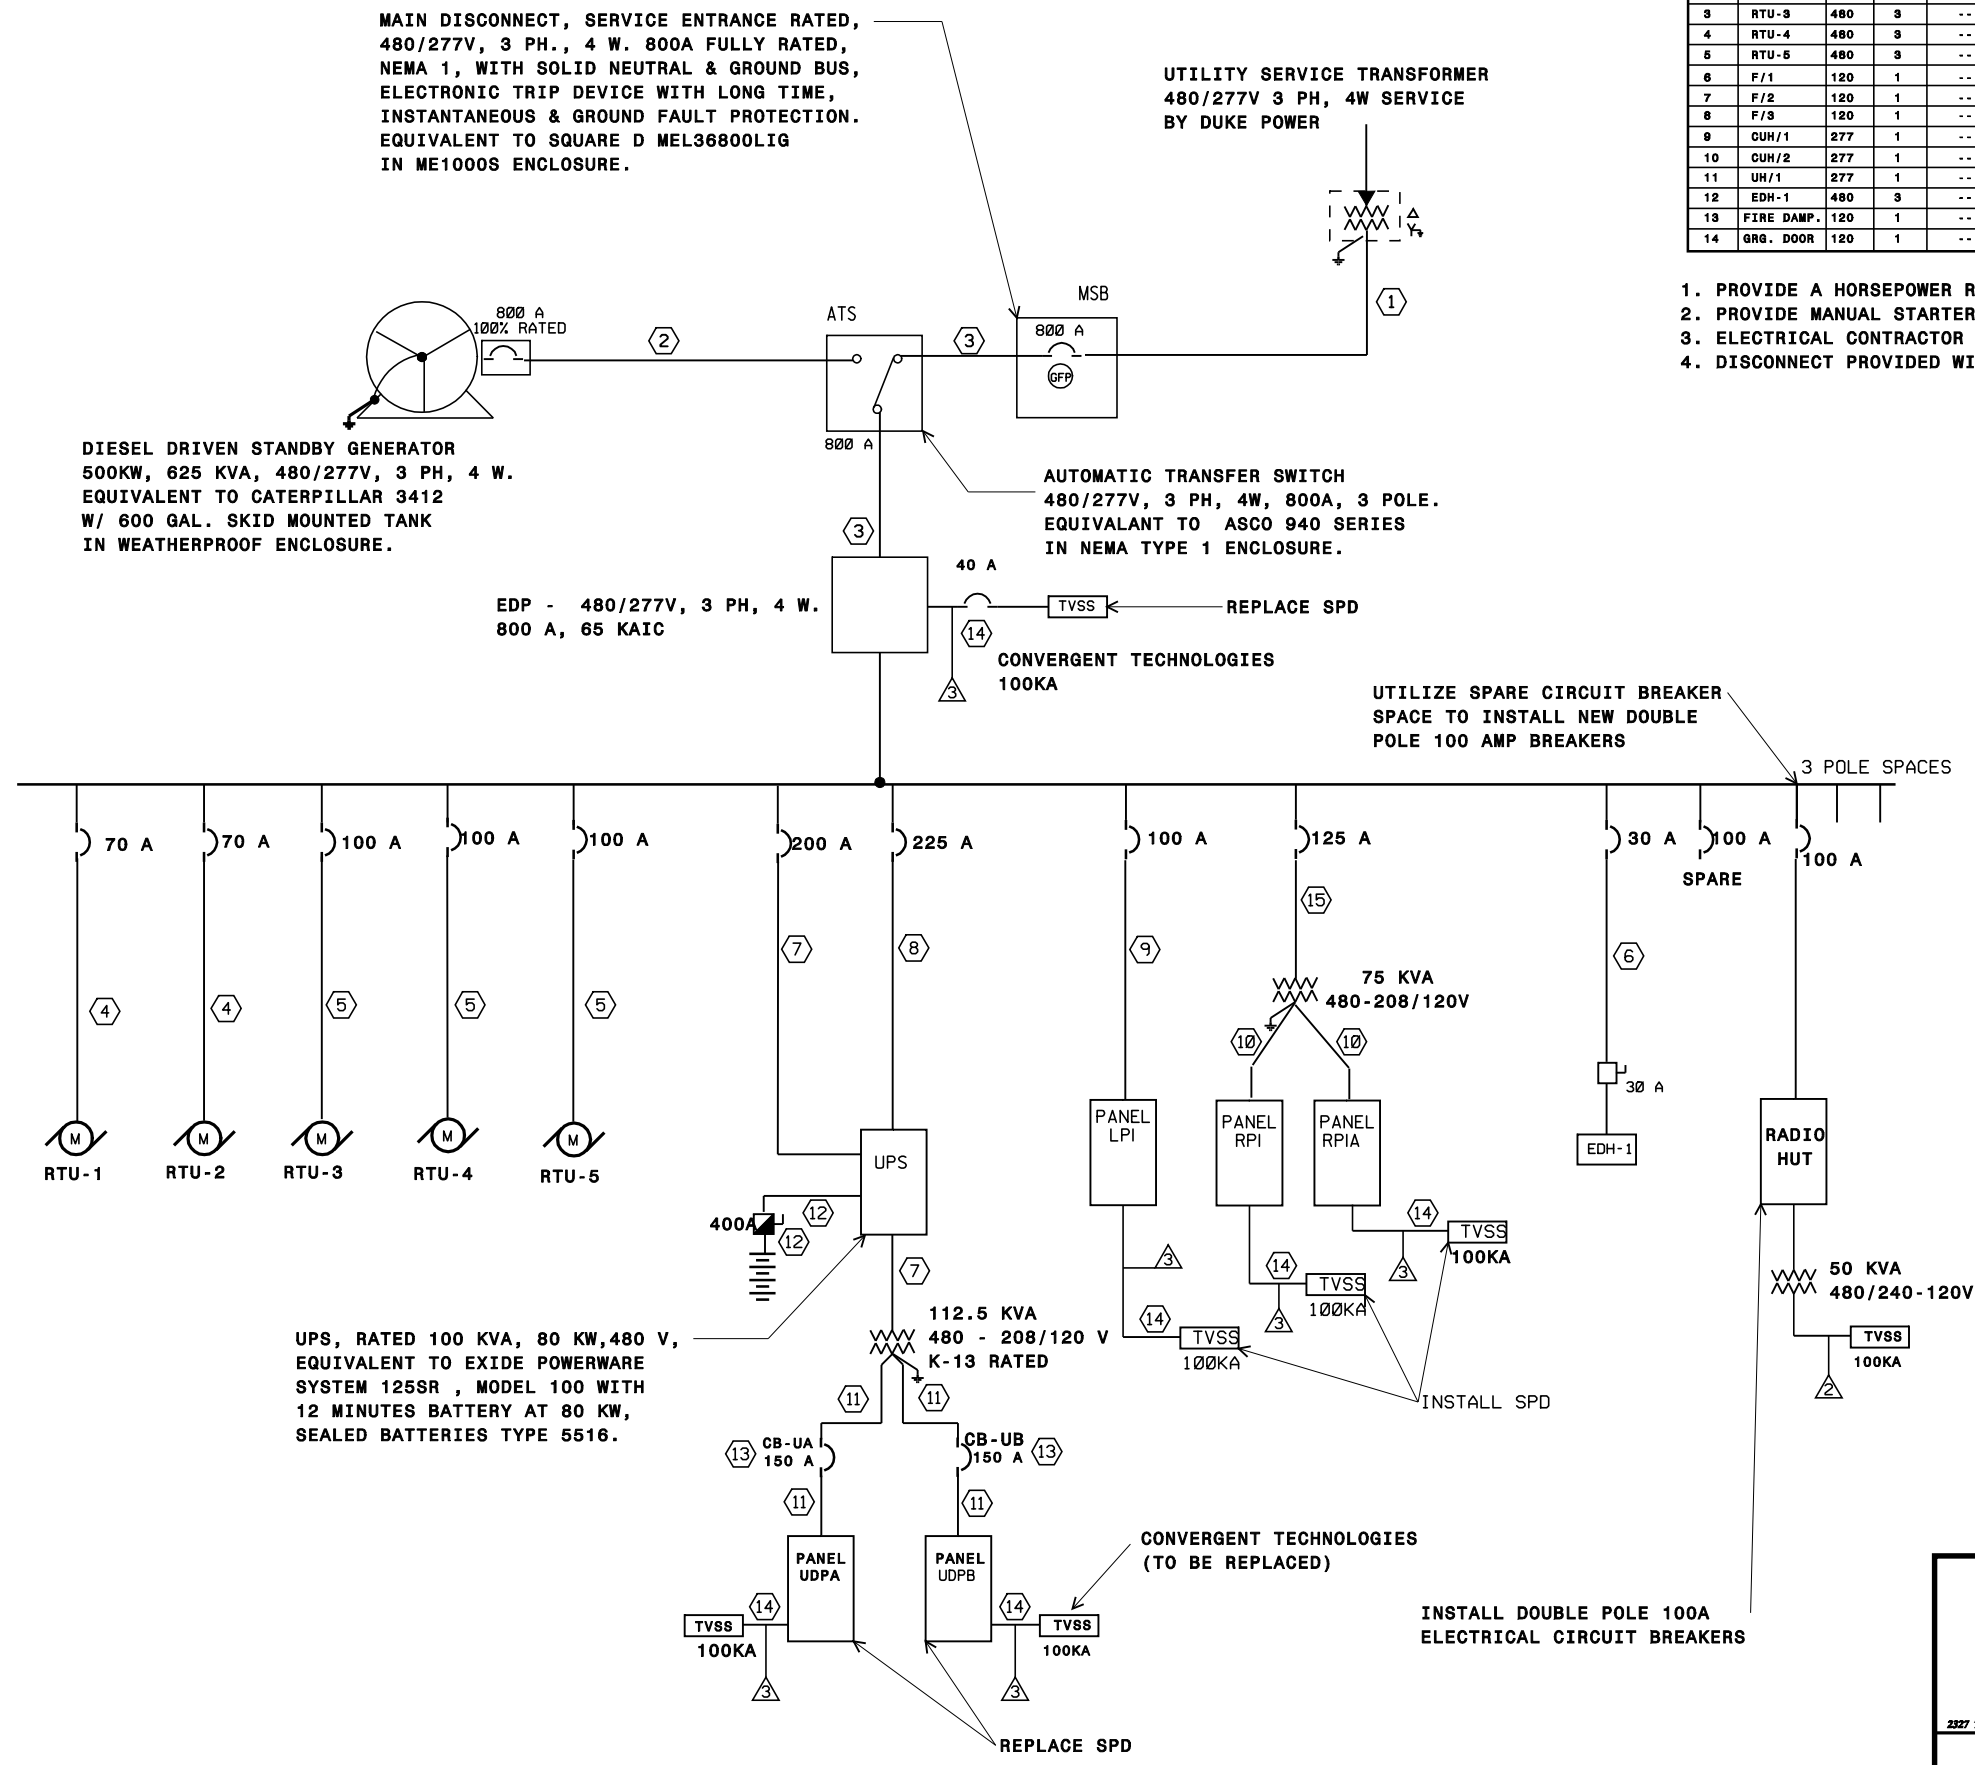 MAIN DISCONNECT, SERVICE ENTRANCE RATED,
480/277V, 3 PH., 4 W. 800A FULLY RATED,
NEMA 1, WITH SOLID NEUTRAL & GROUND BUS,
ELECTRONIC TRIP DEVICE WITH LONG TIME,
INSTANTANEOUS & GROUND FAULT PROTECTION.
EQUIVALENT TO SQUARE D MEL36800LIG
IN ME1000S ENCLOSURE.
UTILITY SERVICE TRANSFORMER
480/277V 3 PH, 4W SERVICE
BY DUKE POWER
3 RTU-3 480 3 --
4 RTU-4 480 3 --
5 RTU-5 480 3 --
6 F/1 120 1 --
7 F/2 120 1 --
8 F/3 120 1 --
9 CUH/1 277 1 --
10 CUH/2 277 1 --
11 UH/1 277 1 --
12 EDH-1 480 3 --
13 FIRE DAMP. 120 1 --
14 GRG. DOOR 120 1 --
1. PROVIDE A HORSEPOWER R
2. PROVIDE MANUAL STARTER
3. ELECTRICAL CONTRACTOR
4. DISCONNECT PROVIDED WI
Δ
Y
1
MSB
800 A
GFP
3
ATS
800 A
2
800 A
100% RATED
DIESEL DRIVEN STANDBY GENERATOR
500KW, 625 KVA, 480/277V, 3 PH, 4 W.
EQUIVALENT TO CATERPILLAR 3412
W/ 600 GAL. SKID MOUNTED TANK
IN WEATHERPROOF ENCLOSURE.
AUTOMATIC TRANSFER SWITCH
480/277V, 3 PH, 4W, 800A, 3 POLE.
EQUIVALANT TO ASCO 940 SERIES
IN NEMA TYPE 1 ENCLOSURE.
3
40 A
EDP - 480/277V, 3 PH, 4 W.
800 A, 65 KAIC
TVSS
REPLACE SPD
14
3
CONVERGENT TECHNOLOGIES
100KA
UTILIZE SPARE CIRCUIT BREAKER
SPACE TO INSTALL NEW DOUBLE
POLE 100 AMP BREAKERS
3 POLE SPACES
70 A
70 A
100 A
100 A
100 A
200 A
225 A
100 A
125 A
30 A
100 A
SPARE
100 A
4
4
5
5
5
7
8
9
15
6
75 KVA
480-208/120V
10
10
30 A
M
M
M
M
M
RTU-1
RTU-2
RTU-3
RTU-4
RTU-5
UPS
PANEL
LPI
PANEL
RPI
PANEL
RPIA
EDH-1
RADIO
HUT
400A
12
12
7
14
TVSS
100KA
3
3
14
TVSS
100KA
3
14
TVSS
100KA
INSTALL SPD
50 KVA
480/240-120V
TVSS
100KA
2
UPS, RATED 100 KVA, 80 KW,480 V,
EQUIVALENT TO EXIDE POWERWARE
SYSTEM 125SR , MODEL 100 WITH
12 MINUTES BATTERY AT 80 KW,
SEALED BATTERIES TYPE 5516.
112.5 KVA
480 - 208/120 V
K-13 RATED
11
11
13
CB-UA
150 A
CB-UB
150 A
13
11
11
PANEL
UDPA
PANEL
UDPB
CONVERGENT TECHNOLOGIES
(TO BE REPLACED)
14
TVSS
100KA
3
14
TVSS
100KA
3
REPLACE SPD
INSTALL DOUBLE POLE 100A
ELECTRICAL CIRCUIT BREAKERS
2327